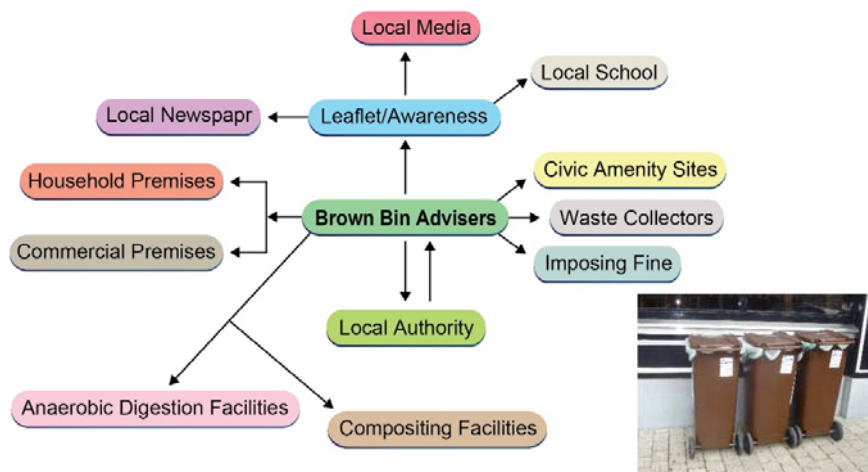 Local Media
Local School
Local Newspapr
Leaflet/Awareness
Household Premises
Civic Amenity Sites
Brown Bin Advisers
Waste Collectors
Commercial Premises
Imposing Fine
Local Authority
Anaerobic Digestion Facilities
Compositing Facilities